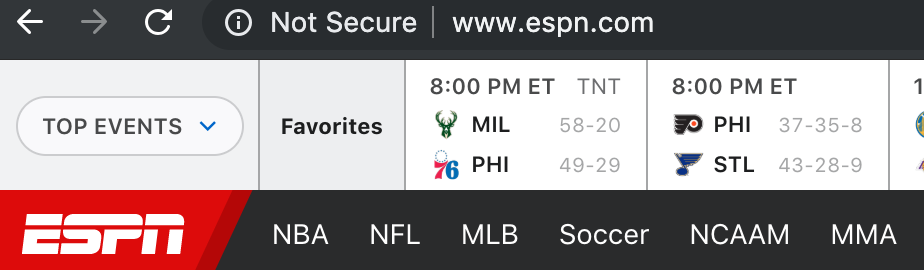 Not Secure | www.espn.com
TOP EVENTS
Favorites
8:00 PM ET TNT
MIL 58-20
76 PHI 49-29
8:00 PM ET
PHI 37-35-8
STL 43-28-9
1
ESPN NBA NFL MLB Soccer NCAAM MMA